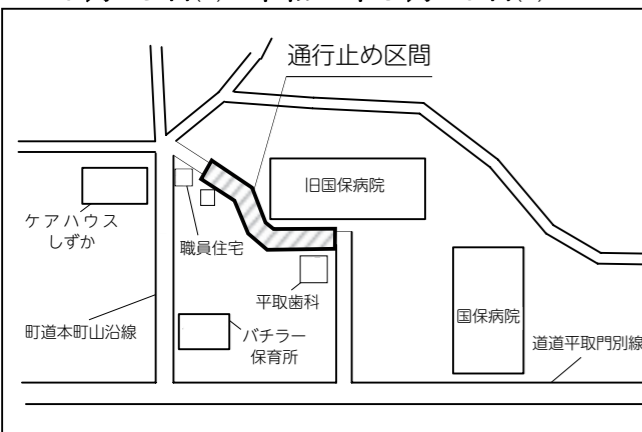 通行止め区間
旧国保病院
ケアハウス
しずか
職員住宅
平取歯科
国保病院
町道本町山沿線
バチラー
保育所
道道平取門別線